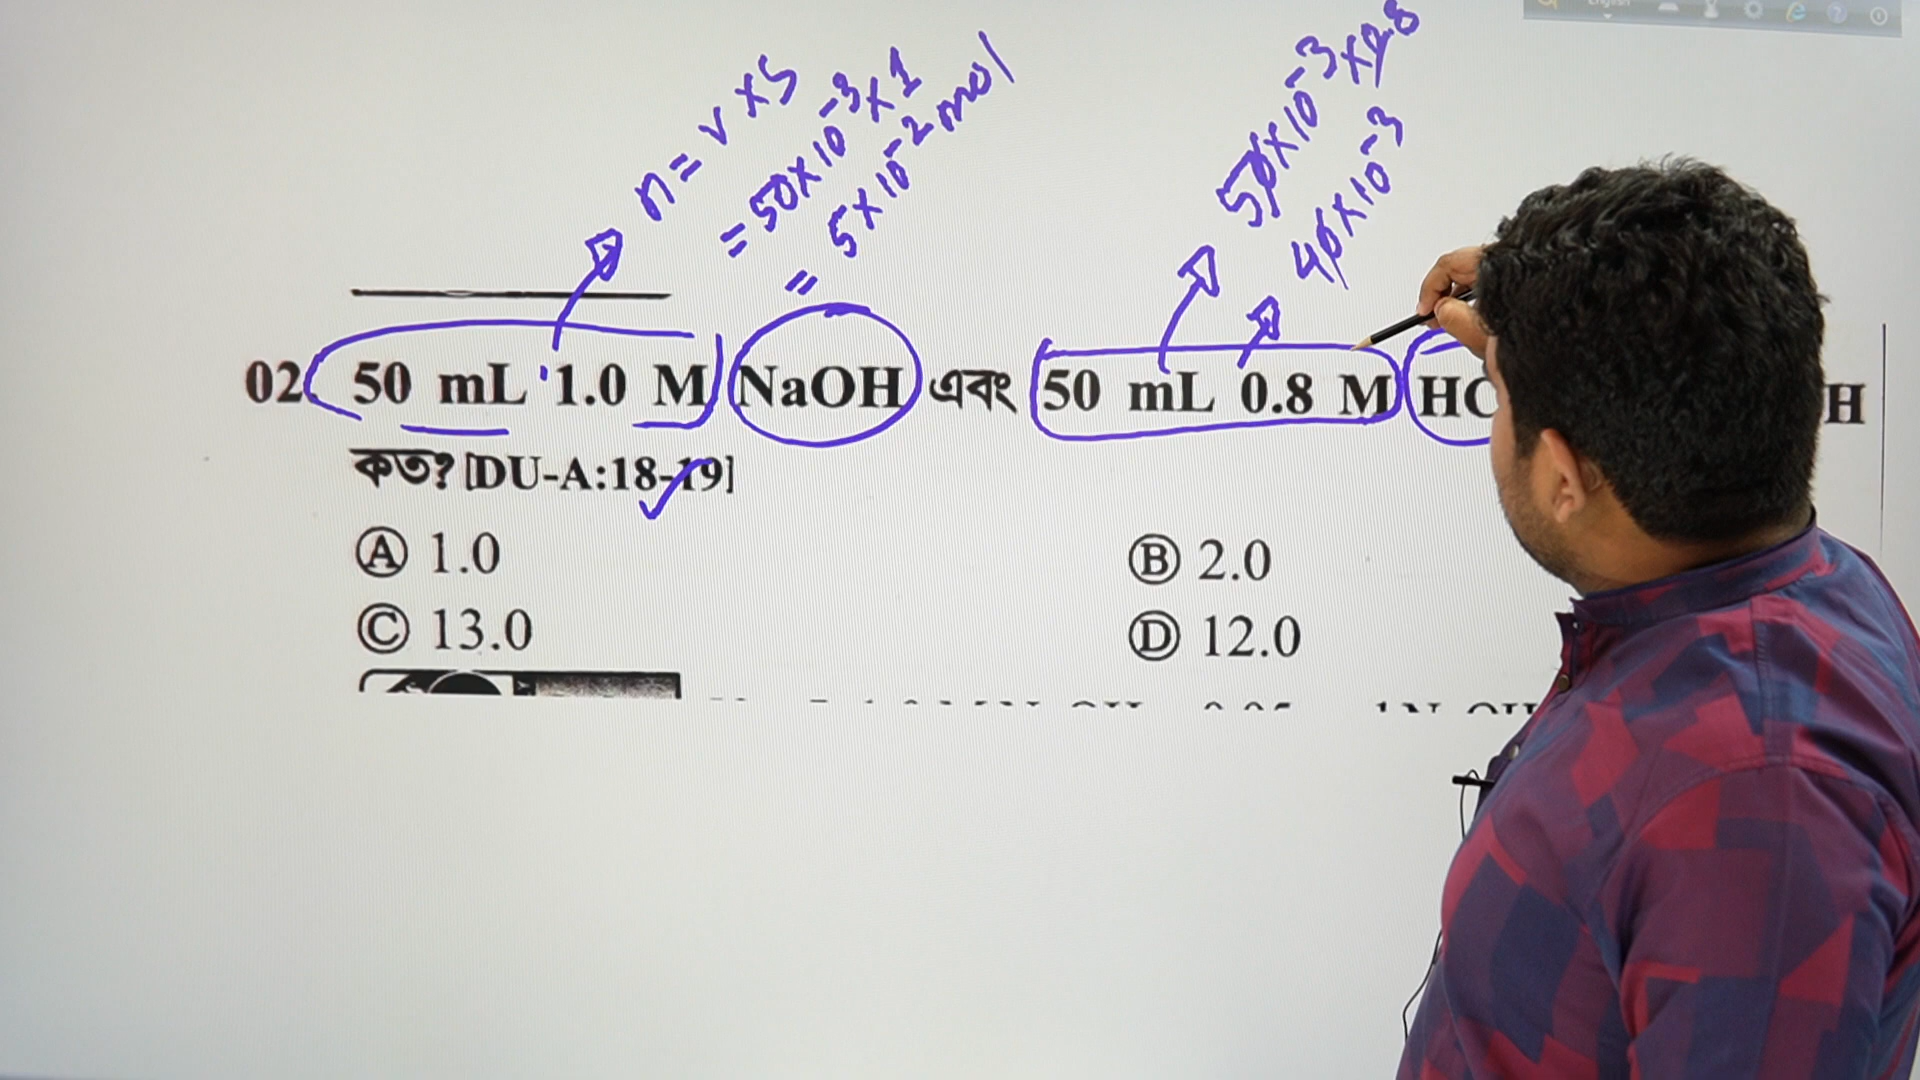 English
n = v × S
= 50×10⁻³×1
= 5×10⁻² mol
50×10⁻³×
40×10⁻³
02. 50 mL 1.0 M NaOH এবং 50 mL 0.8 M HC H
কত? [DU-A:18-19]
Ⓐ 1.0 Ⓑ 2.0
Ⓒ 13.0 Ⓓ 12.0